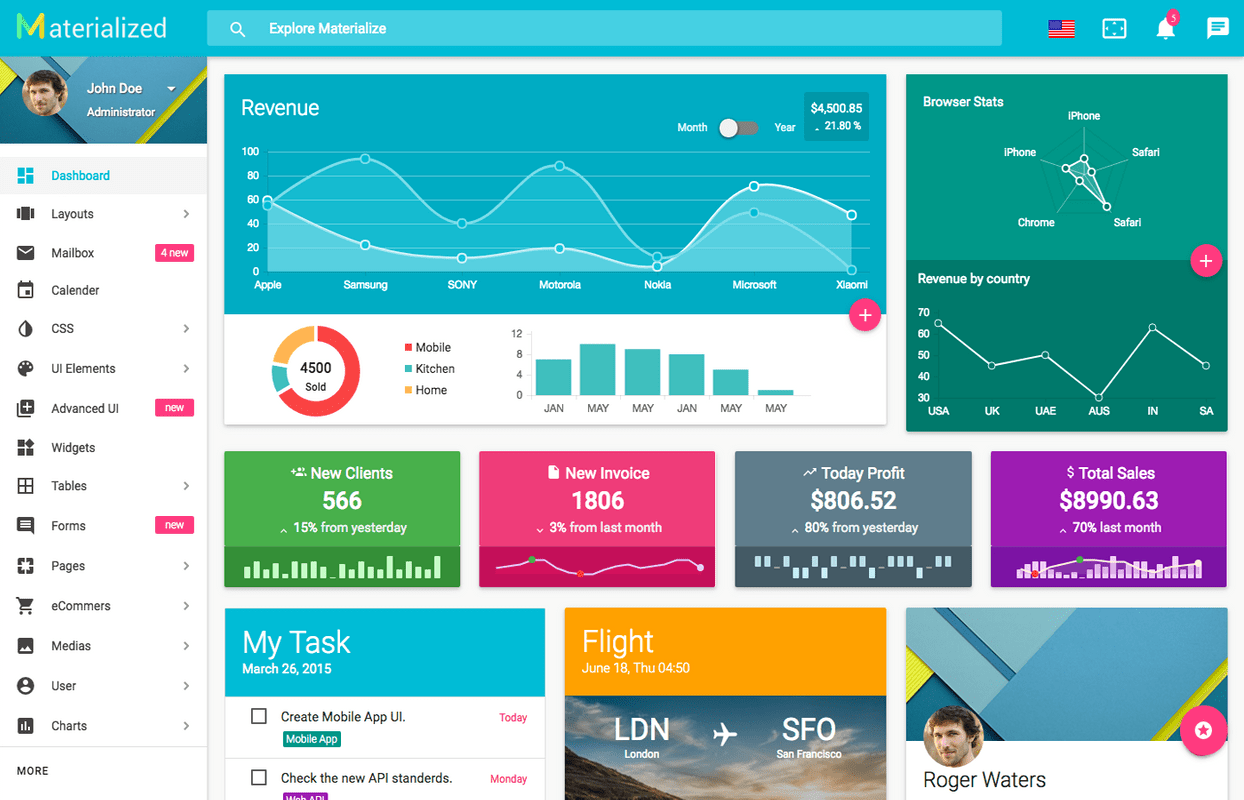 Materialized
Explore Materialize
5
John Doe
Administrator
Dashboard
Layouts
Mailbox 4 new
Calender
CSS
UI Elements
Advanced UI new
Widgets
Tables
Forms new
Pages
eCommers
Medias
User
Charts
MORE
Revenue
Month Year
$4,500.85
21.80 %
100
80
60
40
20
0
Apple Samsung SONY Motorola Nokia Microsoft Xiaomi
4500
Sold
Mobile
Kitchen
Home
12
8
4
0
JAN MAY MAY JAN MAY MAY
Browser Stats
iPhone
iPhone Safari
Chrome Safari
Revenue by country
70
60
50
40
30
USA UK UAE AUS IN SA
New Clients
566
15% from yesterday
New Invoice
1806
3% from last month
Today Profit
$806.52
80% from yesterday
$ Total Sales
$8990.63
70% last month
My Task
March 26, 2015
Create Mobile App UI. Today
Mobile App
Check the new API standerds. Monday
Web API
Flight
June 18, Thu 04:50
LDN SFO
London San Francisco
Roger Waters